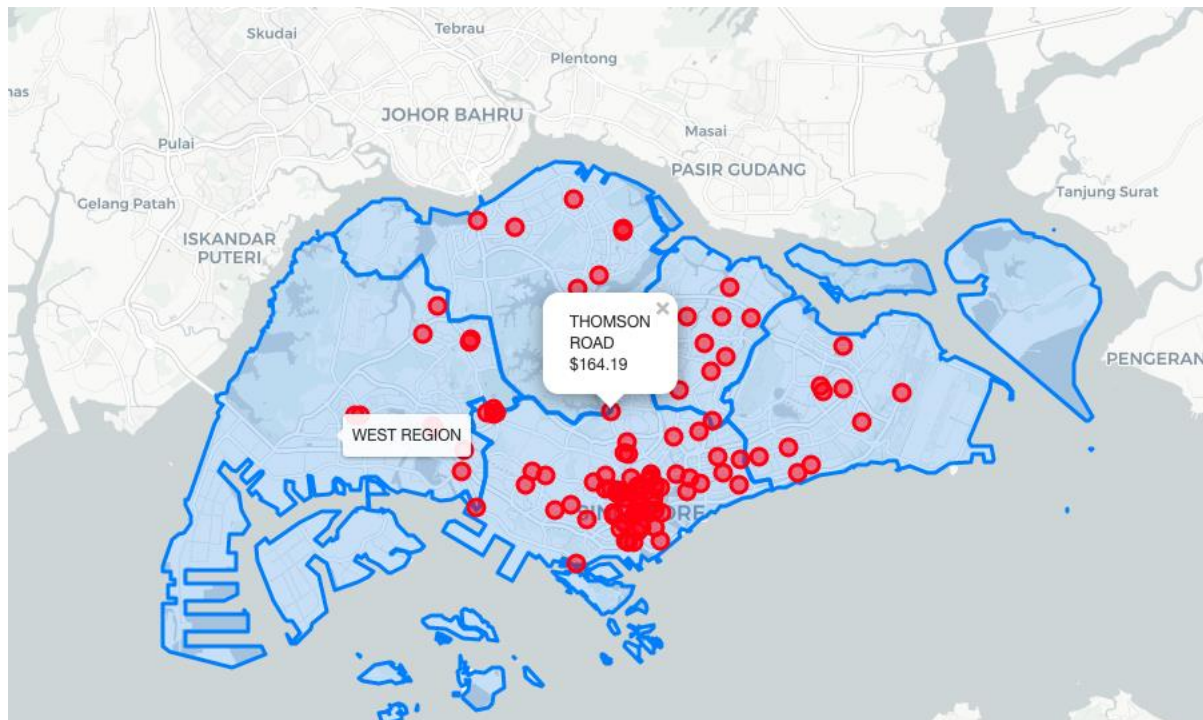 Skudai
Tebrau
Plentong
nas
JOHOR BAHRU
Masai
Pulai
PASIR GUDANG
Tanjung Surat
Gelang Patah
ISKANDAR
PUTERI
THOMSON
ROAD
$164.19
×
PENGERAN
WEST REGION